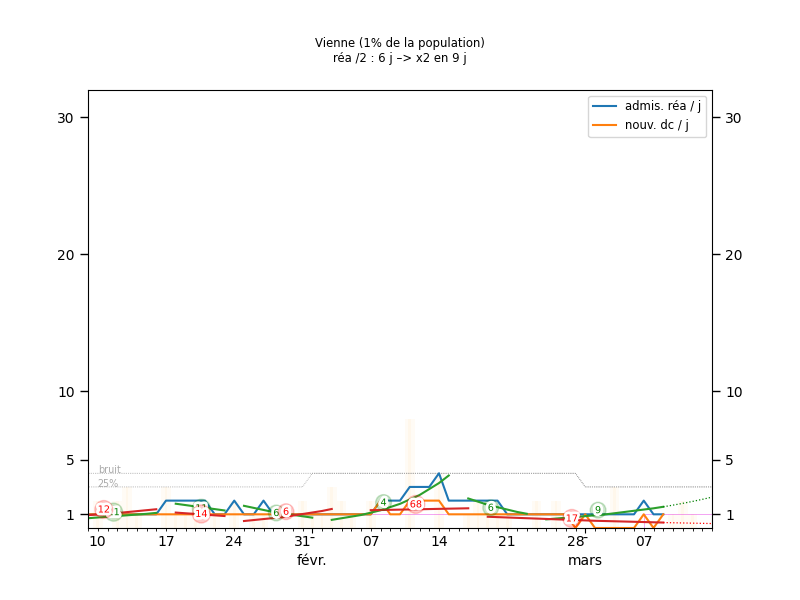 Vienne (1% de la population)
réa /2 : 6 j –> x2 en 9 j
admis. réa / j
nouv. dc / j
30 30
20 20
10 10
5 5
1 1
bruit
25%
12 6 14 6 6 4 68 6 17 9
10 17 24 31 07 14 21 28 07
févr. mars